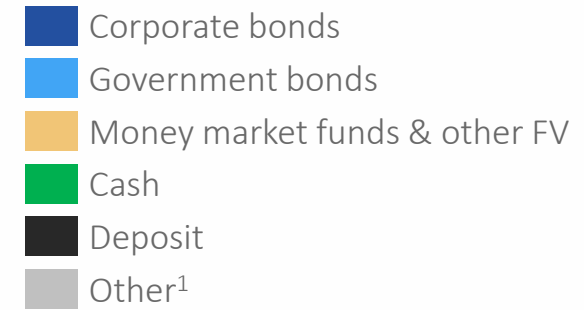 Corporate bonds
Government bonds
Money market funds & other FV
Cash
Deposit
Other¹